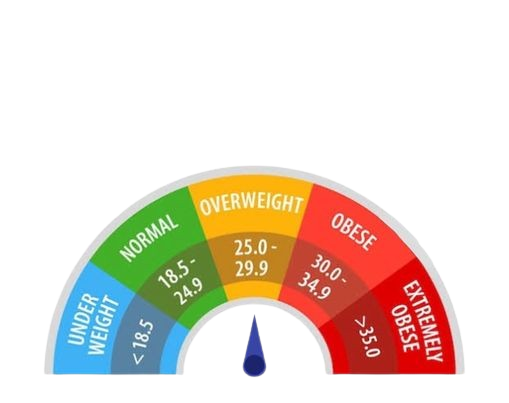 UNDER
WEIGHT
< 18.5
NORMAL
18.5 -
24.9
OVERWEIGHT
25.0 -
29.9
OBESE
30.0 -
34.9
EXTREMELY
OBESE
>35.0